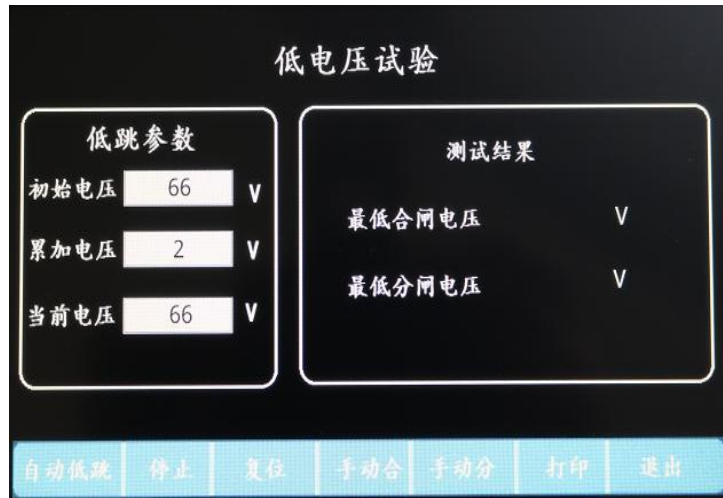 低电压试验
低跳参数
初始电压 66 V
累加电压 2 V
当前电压 66 V
测试结果
最低合闸电压 V
最低分闸电压 V
自动低跳 停止 复位 手动合 手动分 打印 退出